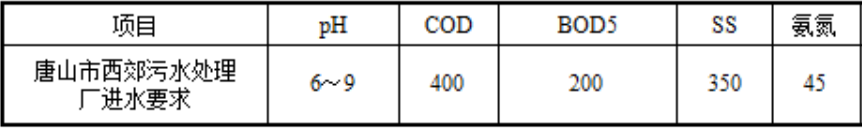 项目 pH COD BOD5 SS 氨氮
唐山市西郊污水处理
厂进水要求 6～9 400 200 350 45